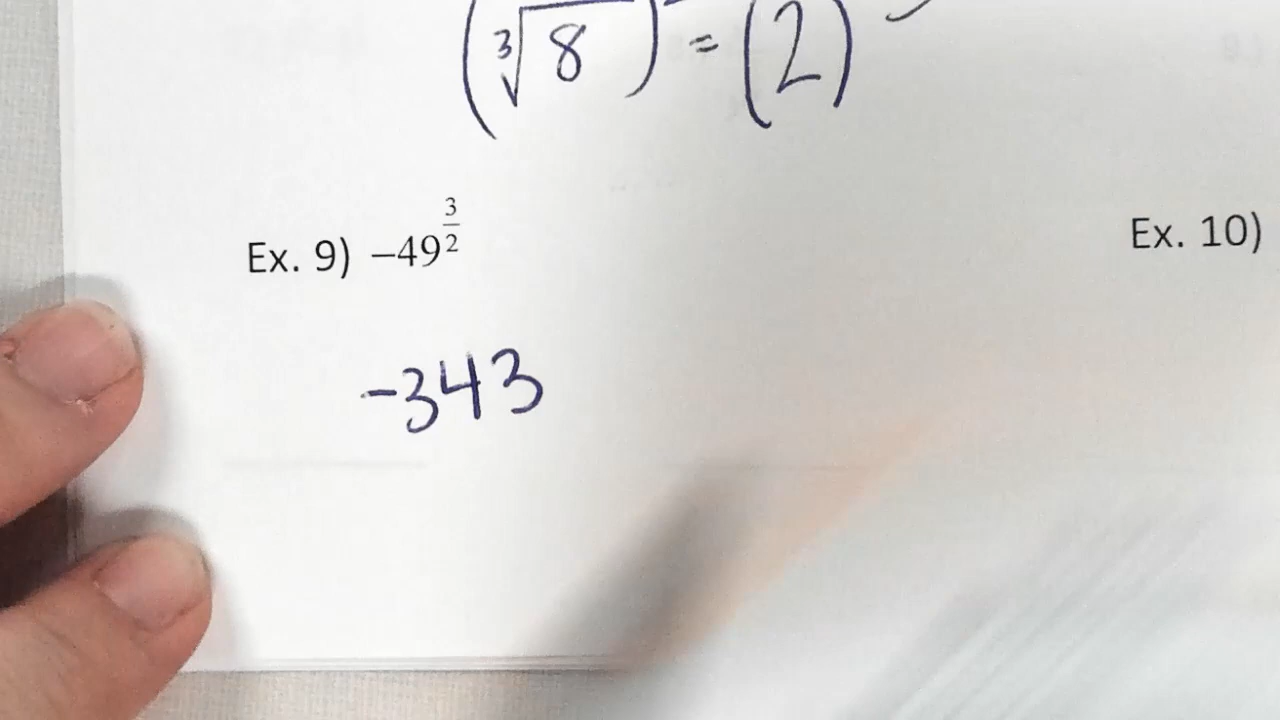 (∛8) = (2)
Ex. 9) −49^(3/2)
Ex. 10)
-343